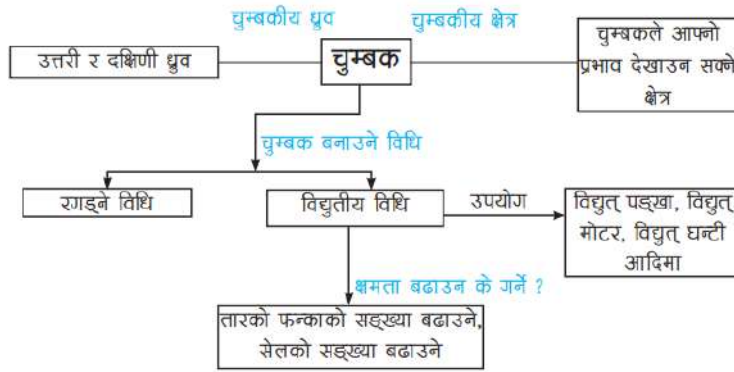 चुम्बकीय ध्रुव
चुम्बकीय क्षेत्र
उत्तरी र दक्षिणी ध्रुव
चुम्बक
चुम्बकले आफ्नो
प्रभाव देखाउन सक्ने
क्षेत्र
चुम्बक बनाउने विधि
रगड्ने विधि
विद्युतीय विधि
उपयोग
विद्युत् पङ्खा, विद्युत्
मोटर, विद्युत् घन्टी
आदिमा
क्षमता बढाउन के गर्ने ?
तारको फन्काको सङ्ख्या बढाउने,
सेलको सङ्ख्या बढाउने